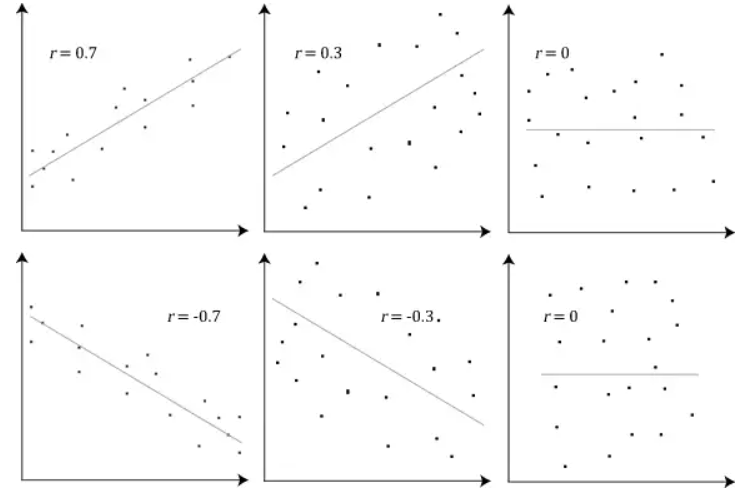 r = 0.7
r = 0.3
r = 0
r = -0.7
r = -0.3
r = 0